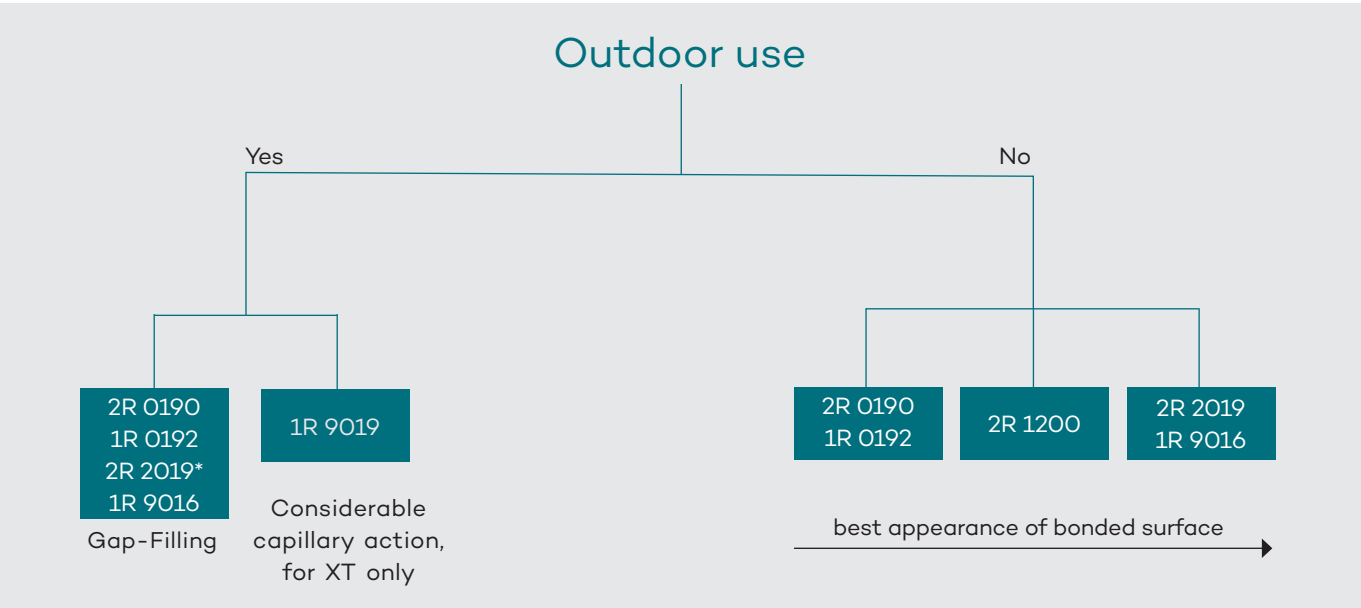 Outdoor use
Yes
No
2R 0190
1R 0192
2R 2019*
1R 9016
Gap-Filling
1R 9019
Considerable
capillary action,
for XT only
2R 0190
1R 0192
2R 1200
2R 2019
1R 9016
best appearance of bonded surface